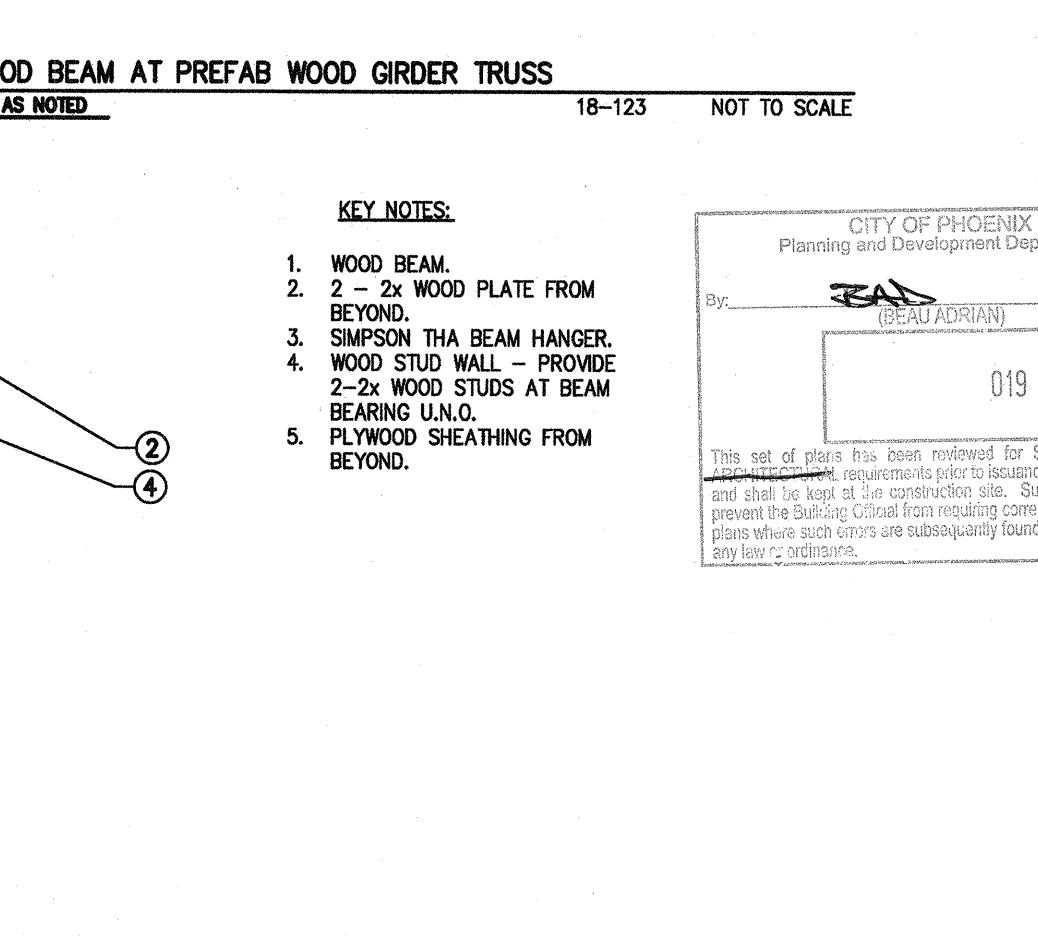 OD BEAM AT PREFAB WOOD GIRDER TRUSS
AS NOTED 18-123 NOT TO SCALE
KEY NOTES:
1. WOOD BEAM.
2. 2 - 2x WOOD PLATE FROM
BEYOND.
3. SIMPSON THA BEAM HANGER.
4. WOOD STUD WALL - PROVIDE
2-2x WOOD STUDS AT BEAM
BEARING U.N.O.
5. PLYWOOD SHEATHING FROM
BEYOND.
2
4
CITY OF PHOENIX
Planning and Development Dep
By:
BAD
(BEAU ADRIAN)
019
This set of plans has been reviewed for S
ARCHITECTURAL requirements prior to issuanc
and shall be kept at the construction site. Su
prevent the Building Official from requiring corre
plans where such errors are subsequently found
any law or ordinance.